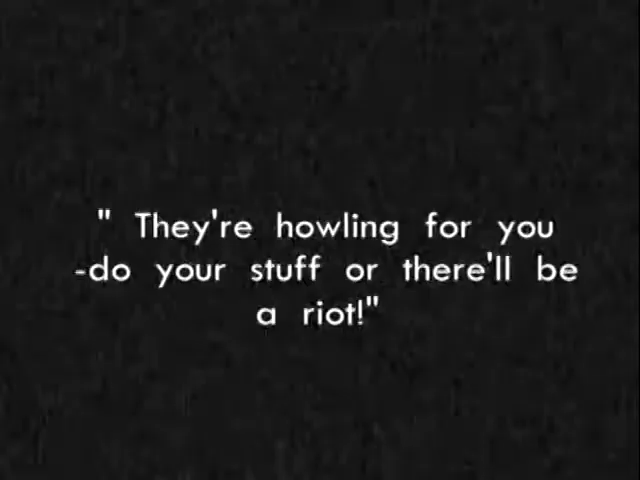 " They're howling for you
-do your stuff or there'll be
a riot!"